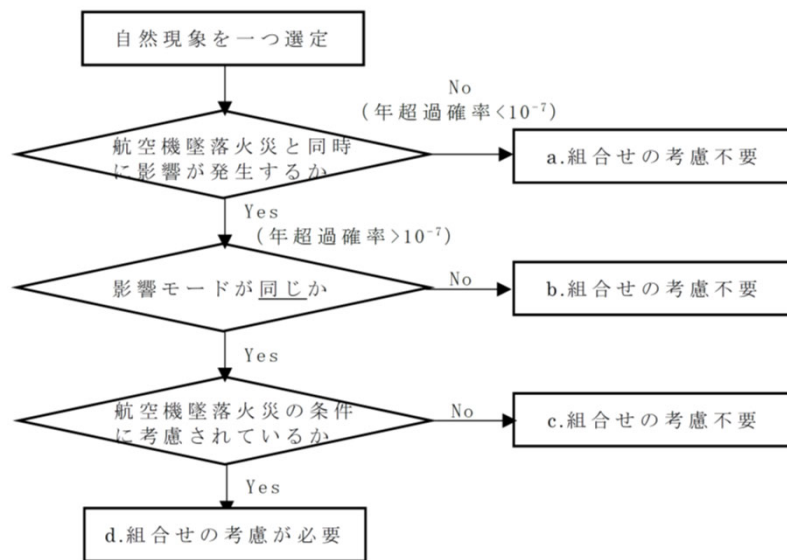 自然現象を一つ選定
No
(年超過確率<10⁻⁷)
航空機墜落火災と同時
に影響が発生するか
a.組合せの考慮不要
Yes
(年超過確率>10⁻⁷)
影響モードが同じか
No
b.組合せの考慮不要
Yes
航空機墜落火災の条件
に考慮されているか
No
c.組合せの考慮不要
Yes
d.組合せの考慮が必要